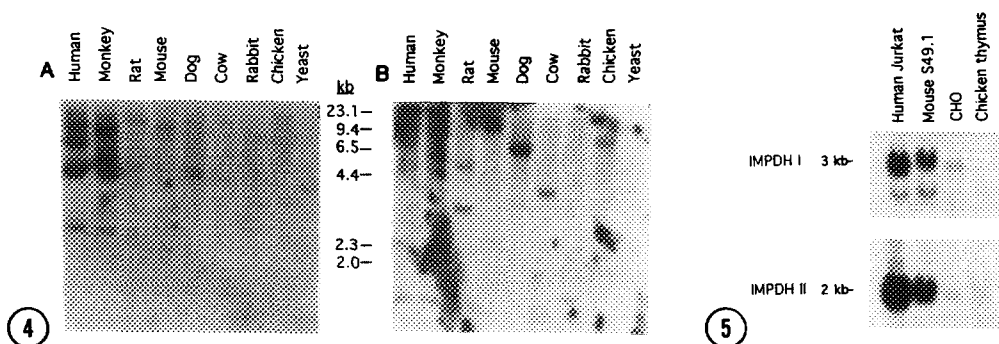 A
Human
Monkey
Rat
Mouse
Dog
Cow
Rabbit
Chicken
Yeast
kb
23.1
9.4
6.5
4.4
2.3
2.0
B
Human
Monkey
Rat
Mouse
Dog
Cow
Rabbit
Chicken
Yeast
4
Human Jurkat
Mouse S49.1
CHO
Chicken thymus
IMPDH I 3 kb-
IMPDH II 2 kb-
5